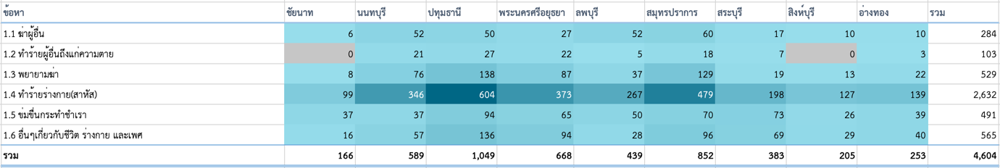 ข้อหา ชัยนาท นนทบุรี ปทุมธานี พระนครศรีอยุธยา ลพบุรี สมุทรปราการ สระบุรี สิงห์บุรี อ่างทอง รวม
1.1 ฆ่าผู้อื่น 6 52 50 27 52 60 17 10 10 284
1.2 ทำร้ายผู้อื่นถึงแก่ความตาย 0 21 27 22 5 18 7 0 3 103
1.3 พยายามฆ่า 8 76 138 87 37 129 19 13 22 529
1.4 ทำร้ายร่างกาย(สาหัส) 99 346 604 373 267 479 198 127 139 2,632
1.5 ข่มขืนกระทำชำเรา 37 37 94 65 50 70 73 26 39 491
1.6 อื่นๆเกี่ยวกับชีวิต ร่างกาย และเพศ 16 57 136 94 28 96 69 29 40 565
รวม 166 589 1,049 668 439 852 383 205 253 4,604